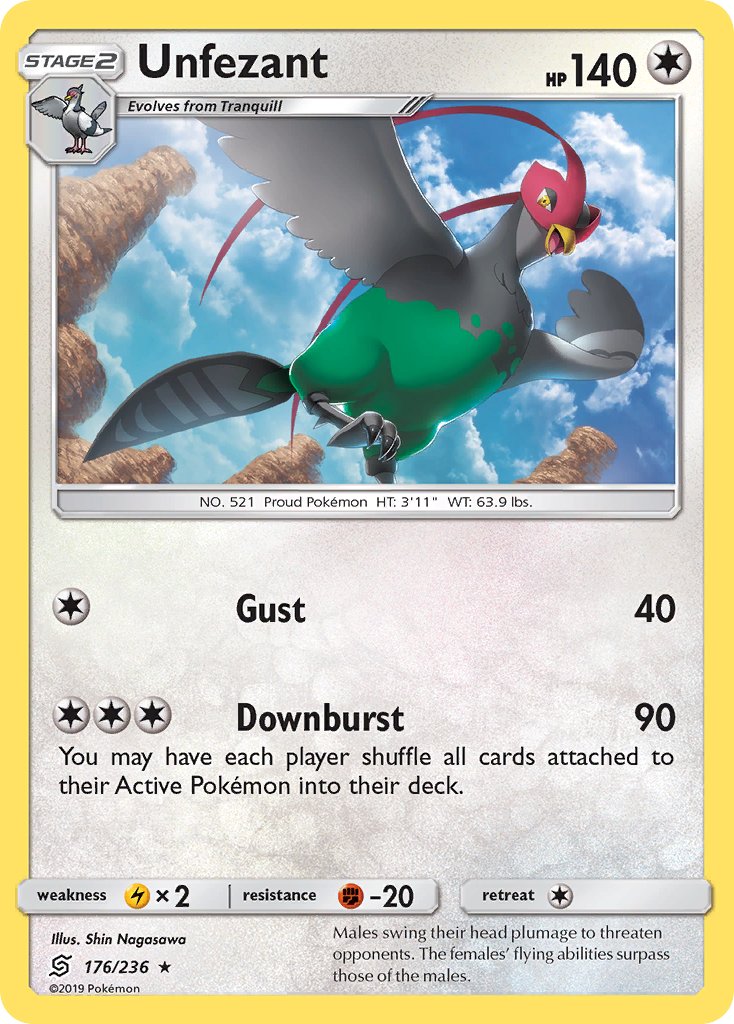 STAGE2
Unfezant
HP 140
Evolves from Tranquill
NO. 521 Proud Pokémon HT: 3'11" WT: 63.9 lbs.
Gust 40
Downburst 90
You may have each player shuffle all cards attached to
their Active Pokémon into their deck.
weakness ×2 resistance -20 retreat
Illus. Shin Nagasawa
176/236 ★
©2019 Pokémon
Males swing their head plumage to threaten
opponents. The females' flying abilities surpass
those of the males.